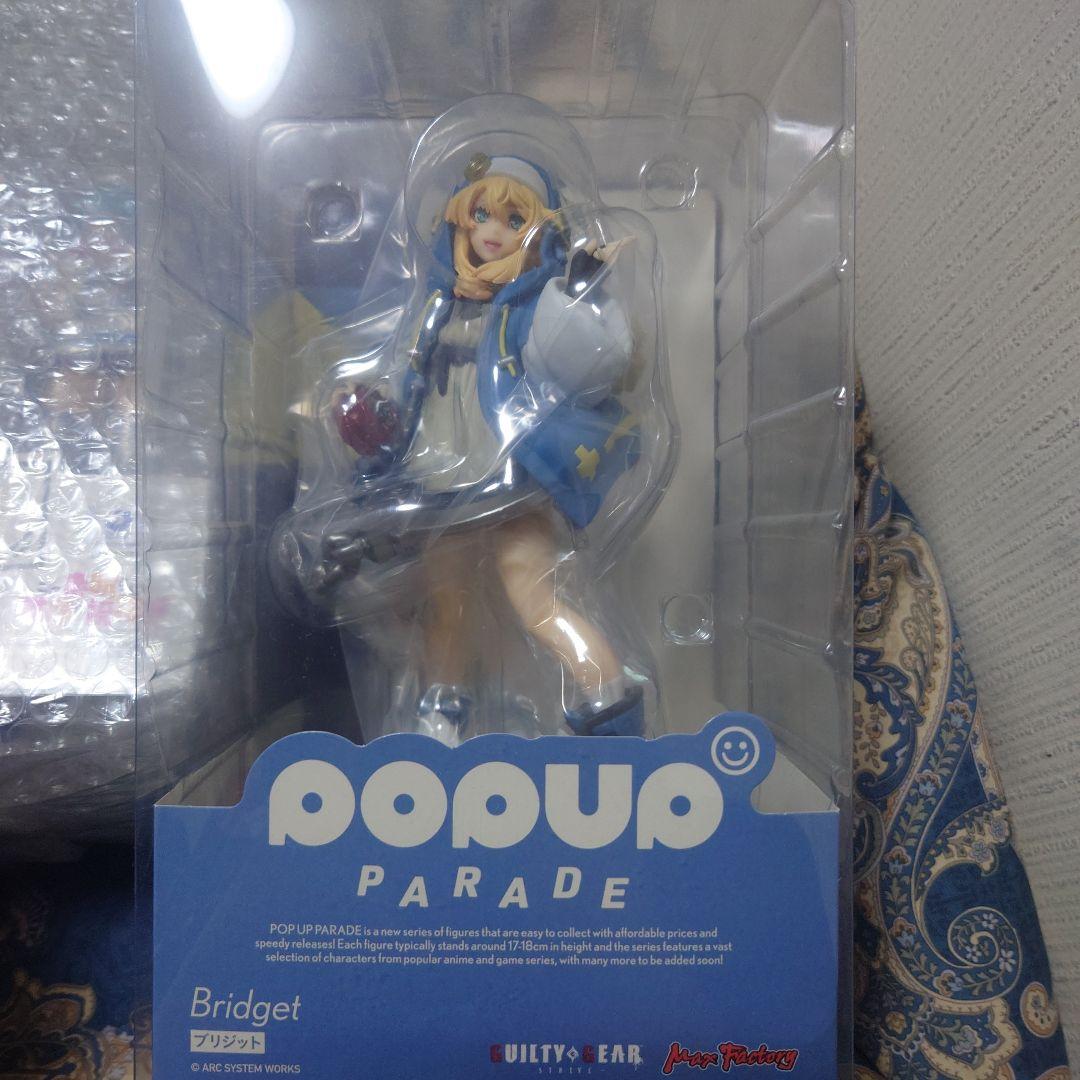 POPUP
PARADE
POP UP PARADE is a new series of figures that are easy to collect with affordable prices and
speedy releases! Each figure typically stands around 17-18cm in height and the series features a vast
selection of characters from popular anime and game series, with many more to be added soon!
Bridget
ブリジット
© ARC SYSTEM WORKS
GUILTY GEAR
-STRIVE-
Max Factory